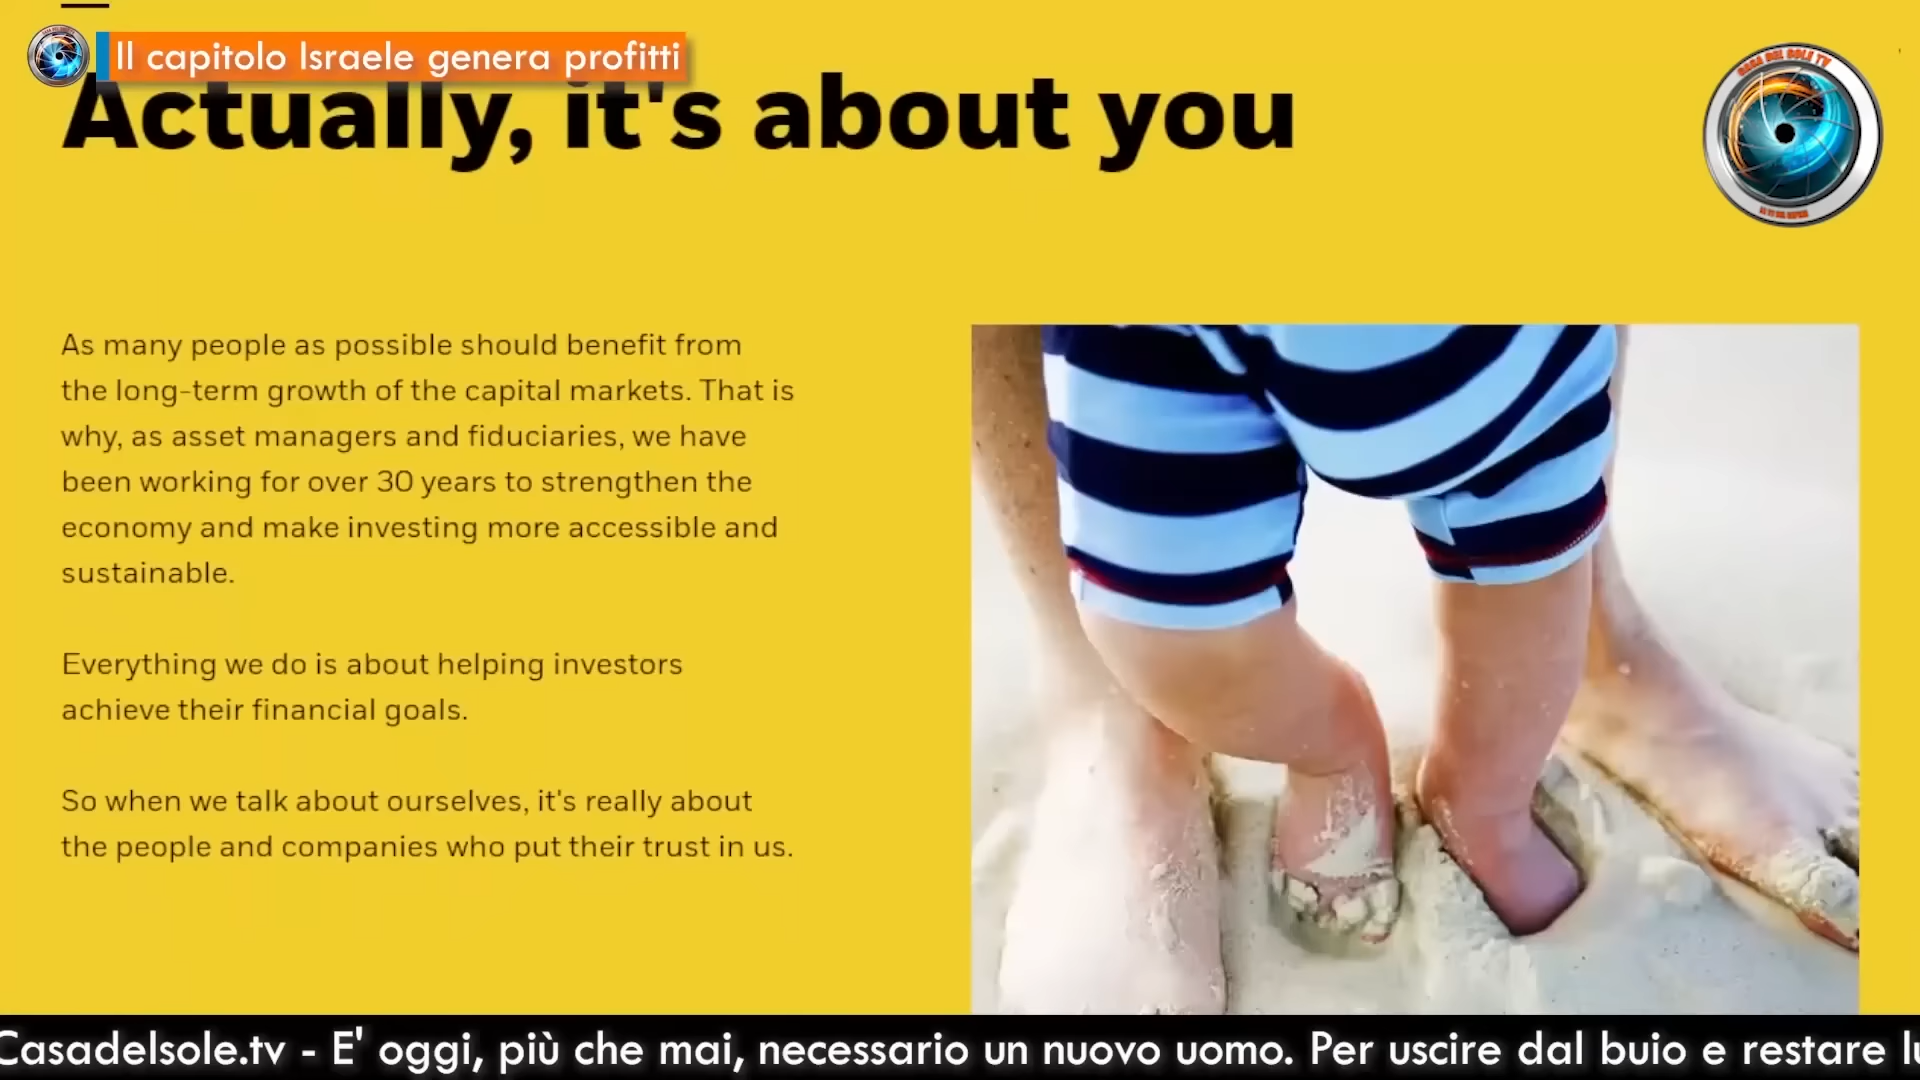 Il capitolo Israele genera profitti
Actually, it's about you
CASA DEL SOLE TV
As many people as possible should benefit from
the long-term growth of the capital markets. That is
why, as asset managers and fiduciaries, we have
been working for over 30 years to strengthen the
economy and make investing more accessible and
sustainable.
Everything we do is about helping investors
achieve their financial goals.
So when we talk about ourselves, it's really about
the people and companies who put their trust in us.
Casadelsole.tv - E' oggi, più che mai, necessario un nuovo uomo. Per uscire dal buio e restare